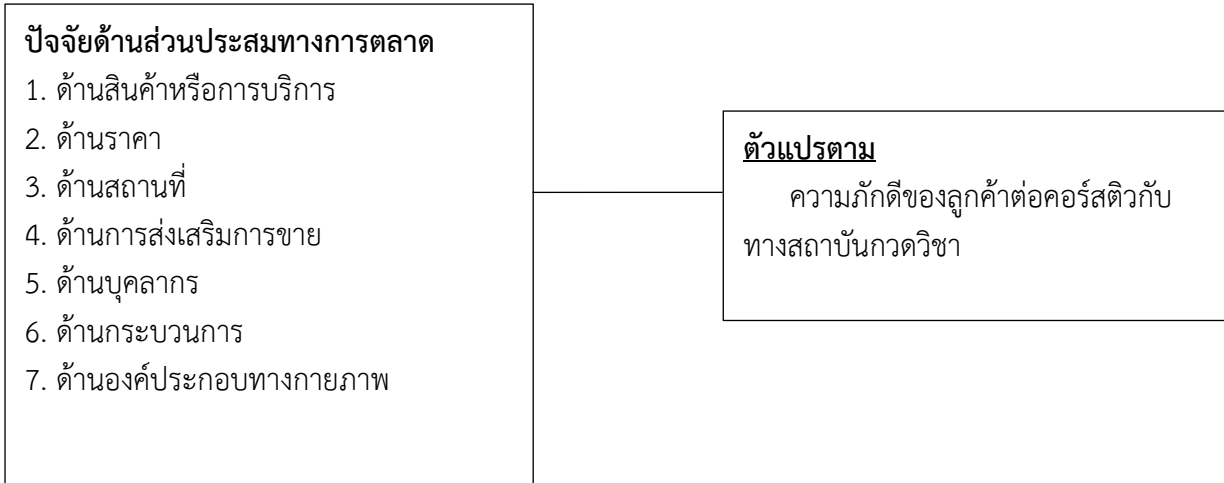 ปัจจัยด้านส่วนประสมทางการตลาด
1. ด้านสินค้าหรือการบริการ
2. ด้านราคา
3. ด้านสถานที่
4. ด้านการส่งเสริมการขาย
5. ด้านบุคลากร
6. ด้านกระบวนการ
7. ด้านองค์ประกอบทางกายภาพ
ตัวแปรตาม
ความภักดีของลูกค้าต่อคอร์สติวกับ
ทางสถาบันกวดวิชา